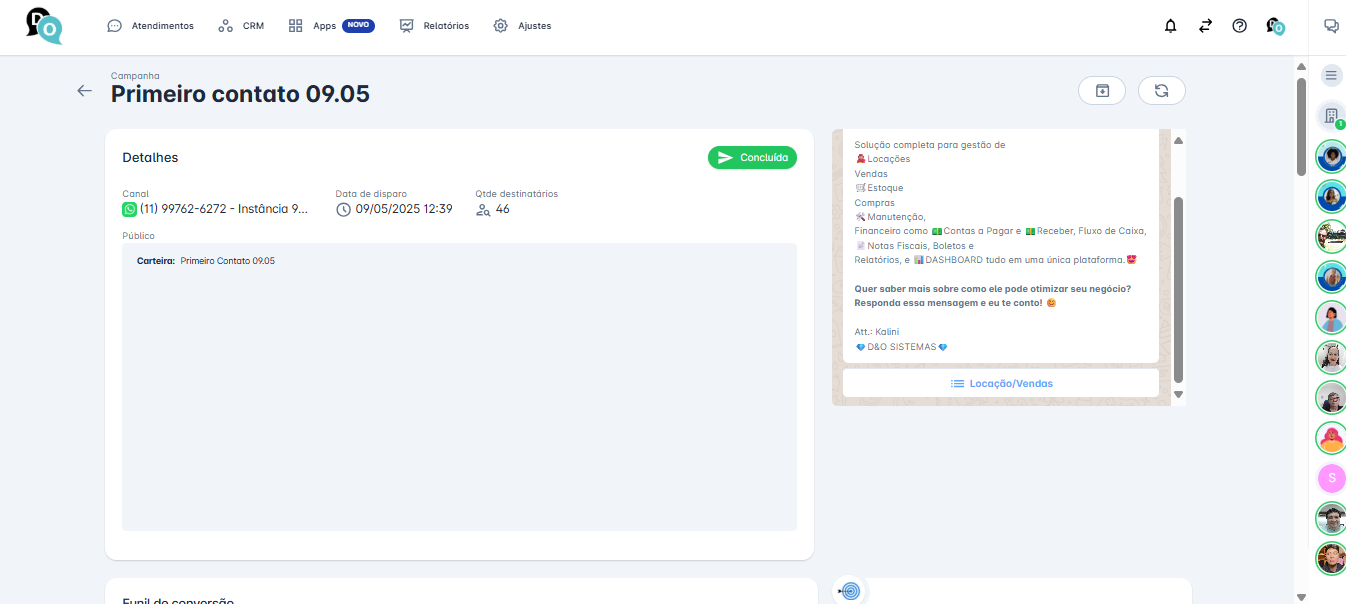 D
O
Atendimentos
CRM
Apps NOVO
Relatórios
Ajustes
D
O
Campanha
Primeiro contato 09.05
Detalhes
Concluída
Canal
(11) 99762-6272 - Instância 9...
Data de disparo
09/05/2025 12:39
Qtde destinatários
46
Público
Carteira: Primeiro Contato 09.05
Solução completa para gestão de
Locações
Vendas
🛒Estoque
Compras
🛠Manutenção,
Financeiro como 💵Contas a Pagar e 💵Receber, Fluxo de Caixa,
📄Notas Fiscais, Boletos e
Relatórios, e 📊DASHBOARD tudo em uma única plataforma.
Quer saber mais sobre como ele pode otimizar seu negócio?
Responda essa mensagem e eu te conto!
Att.: Kalini
💎D&O SISTEMAS💎
Locação/Vendas
1
S
Funil de conversão